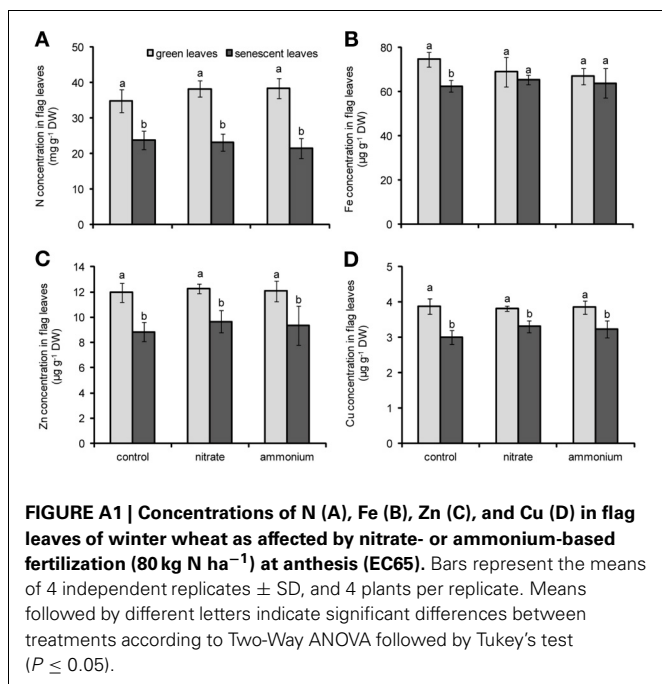 A
green leaves
senescent leaves
N concentration in flag leaves
(mg g-1 DW)
50
40
30
20
10
0
a
b
a
b
a
b
B
Fe concentration in flag leaves
(µg g-1 DW)
100
80
60
40
20
0
a
b
a
a
a
a
C
Zn concentration in flag leaves
(µg g-1 DW)
14
12
10
8
6
4
2
0
a
b
a
b
a
b
control
nitrate
ammonium
D
Cu concentration in flag leaves
(µg g-1 DW)
5
4
3
2
1
0
a
b
a
b
a
b
control
nitrate
ammonium
FIGURE A1 | Concentrations of N (A), Fe (B), Zn (C), and Cu (D) in flag
leaves of winter wheat as affected by nitrate- or ammonium-based
fertilization (80 kg N ha−1) at anthesis (EC65). Bars represent the means
of 4 independent replicates ± SD, and 4 plants per replicate. Means
followed by different letters indicate significant differences between
treatments according to Two-Way ANOVA followed by Tukey's test
(P ≤ 0.05).